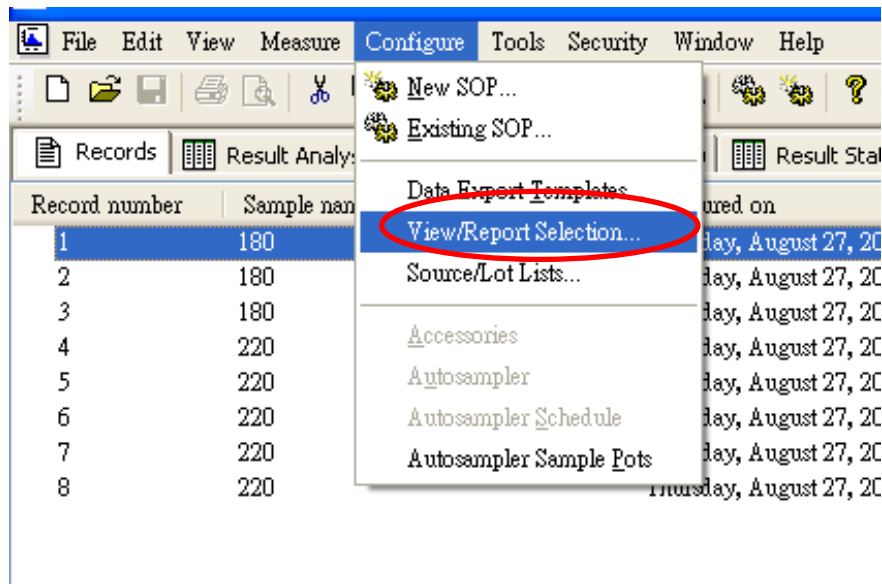 File Edit View Measure Configure Tools Security Window Help
New SOP...
Existing SOP...
Records Result Analys Result Stat
Record number Sample nam ured on
Data Export Templates
View/Report Selection...
Source/Lot Lists...
Accessories
Autosampler
Autosampler Schedule
Autosampler Sample Pots
1 180 day, August 27, 20
2 180 day, August 27, 20
3 180 day, August 27, 20
4 220 day, August 27, 20
5 220 day, August 27, 20
6 220 day, August 27, 20
7 220 day, August 27, 20
8 220 Thursday, August 27, 20